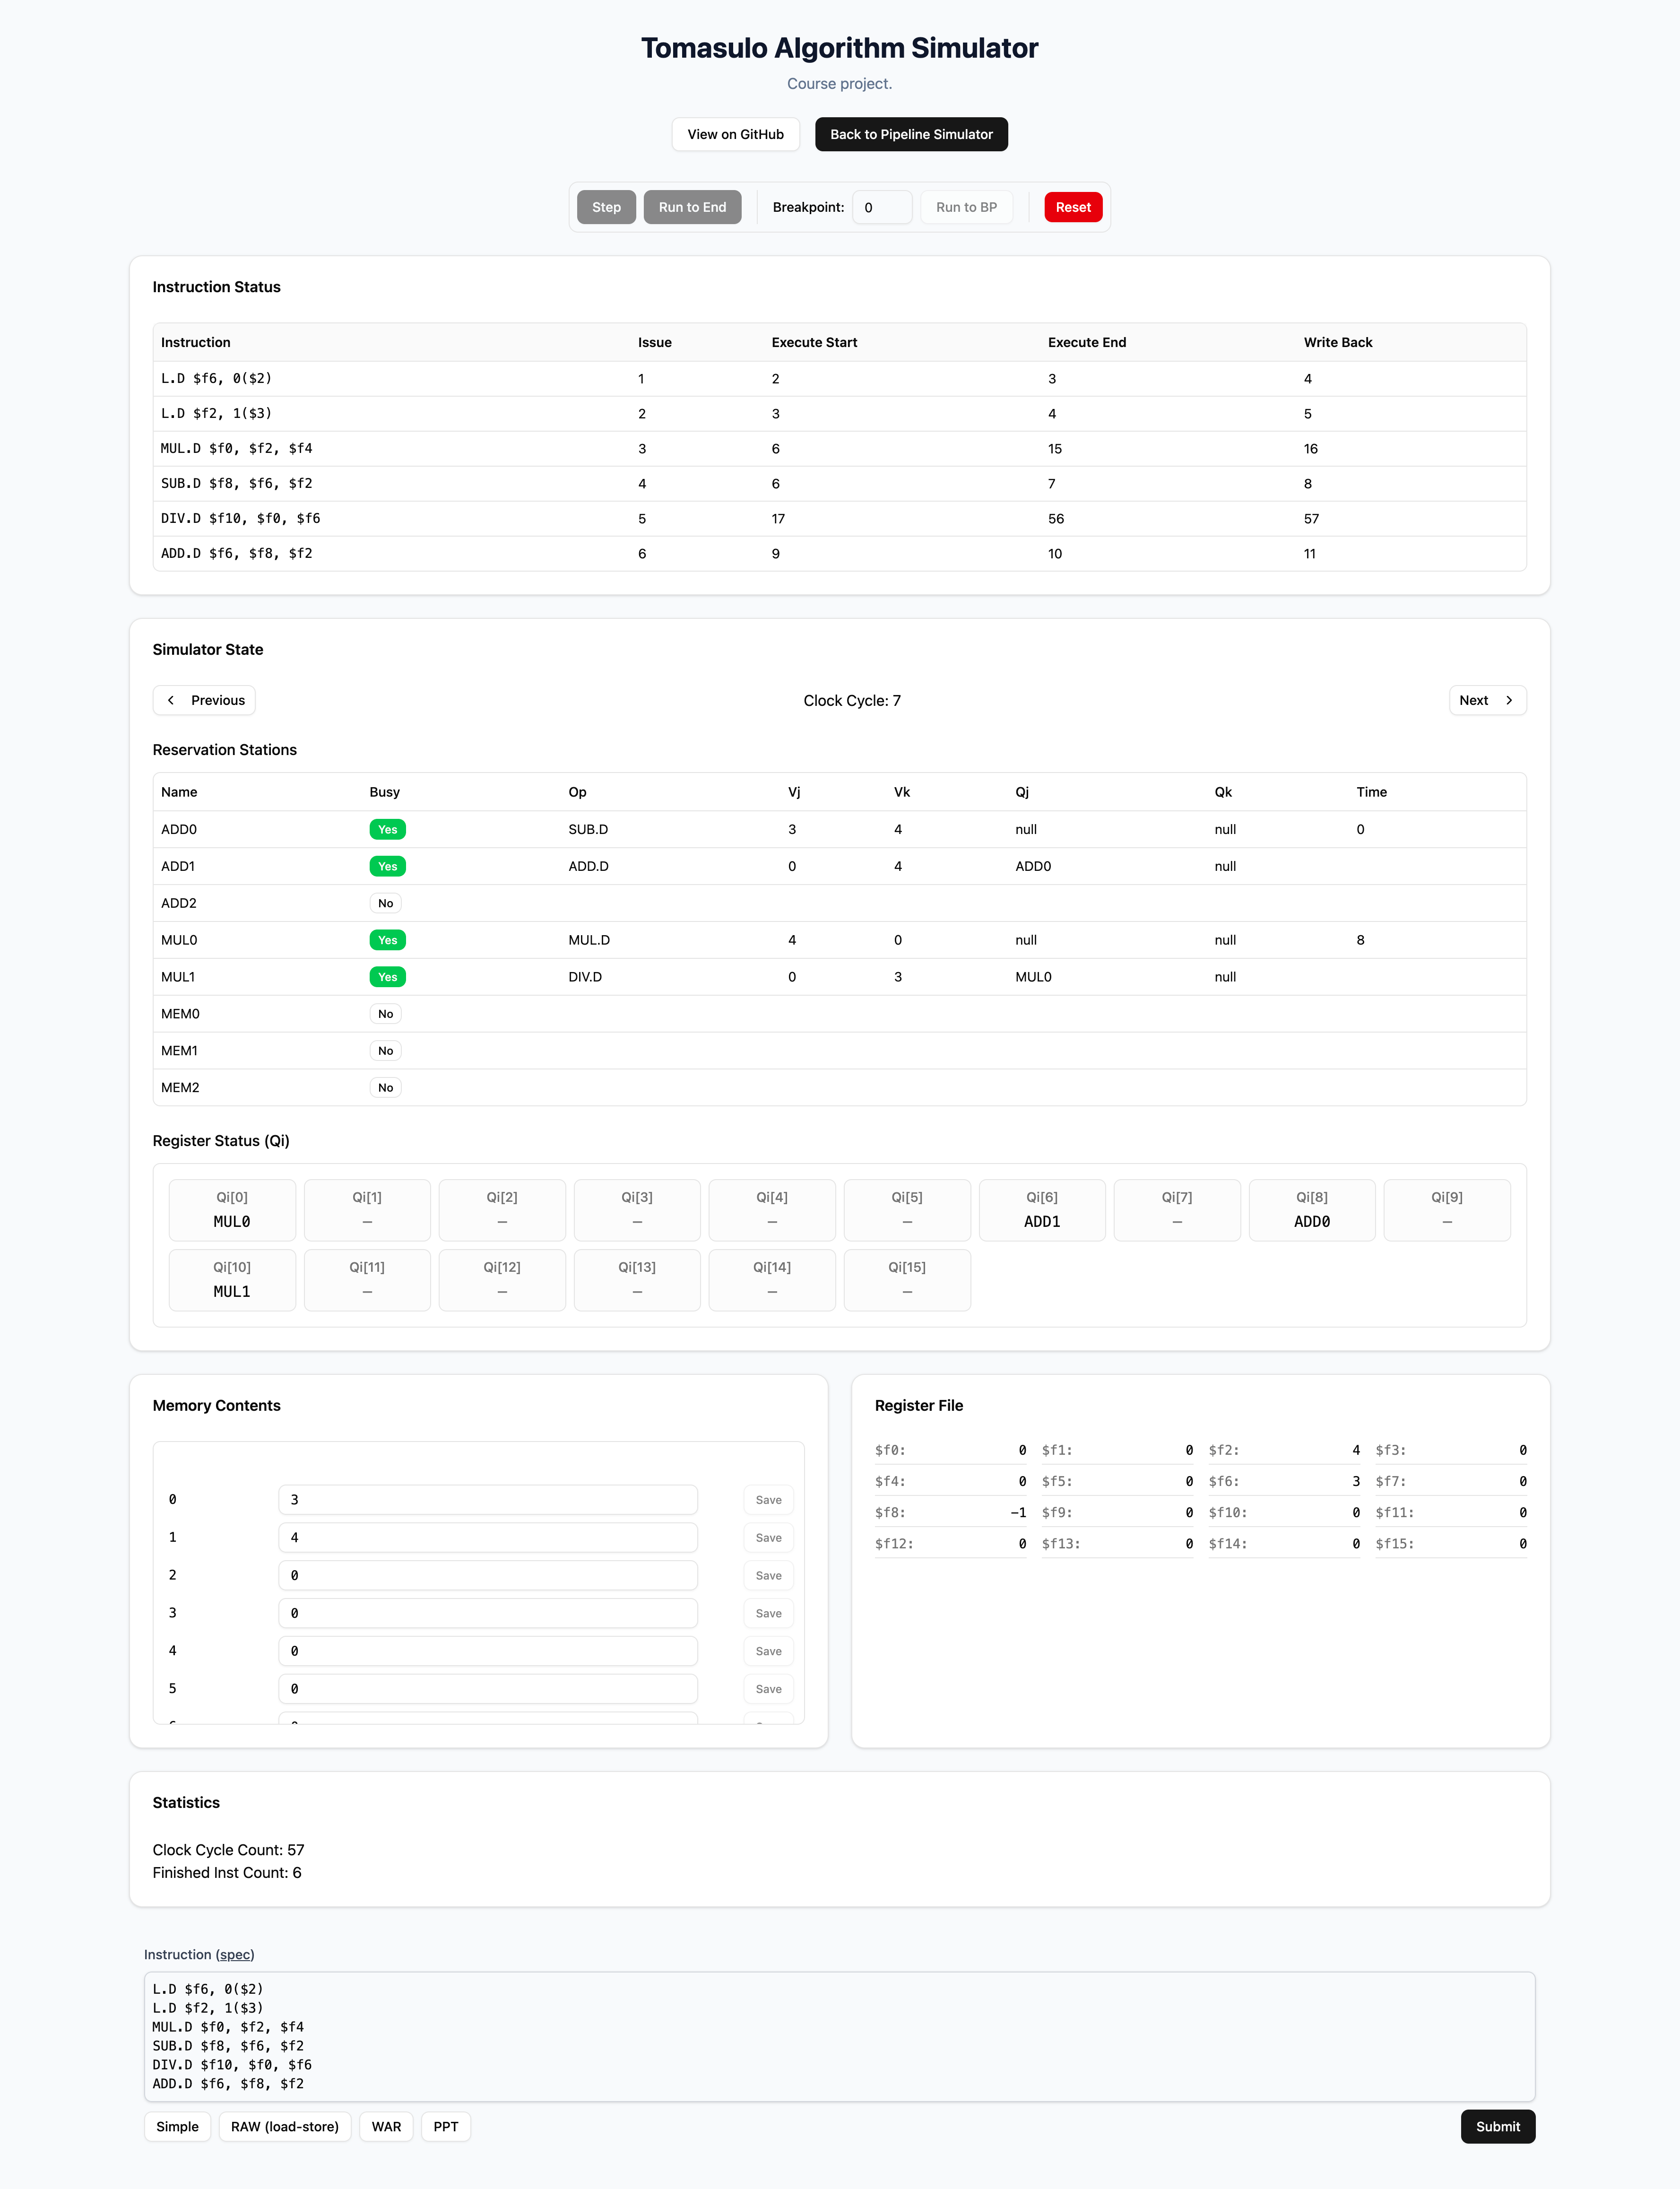 Tomasulo Algorithm Simulator
Course project.
View on GitHub Back to Pipeline Simulator
Step Run to End Breakpoint: 0 Run to BP Reset
Instruction Status
Instruction Issue Execute Start Execute End Write Back
L.D $f6, 0($2) 1 2 3 4
L.D $f2, 1($3) 2 3 4 5
MUL.D $f0, $f2, $f4 3 6 15 16
SUB.D $f8, $f6, $f2 4 6 7 8
DIV.D $f10, $f0, $f6 5 17 56 57
ADD.D $f6, $f8, $f2 6 9 10 11
Simulator State
Previous Clock Cycle: 7 Next
Reservation Stations
Name Busy Op Vj Vk Qj Qk Time
ADD0 Yes SUB.D 3 4 null null 0
ADD1 Yes ADD.D 0 4 ADD0 null
ADD2 No
MUL0 Yes MUL.D 4 0 null null 8
MUL1 Yes DIV.D 0 3 MUL0 null
MEM0 No
MEM1 No
MEM2 No
Register Status (Qi)
Qi[0] Qi[1] Qi[2] Qi[3] Qi[4] Qi[5] Qi[6] Qi[7] Qi[8] Qi[9]
MUL0 – – – – – ADD1 – ADD0 –
Qi[10] Qi[11] Qi[12] Qi[13] Qi[14] Qi[15]
MUL1 – – – – –
Memory Contents
0 3 Save
1 4 Save
2 0 Save
3 0 Save
4 0 Save
5 0 Save
Register File
$f0: 0 $f1: 0 $f2: 4 $f3: 0
$f4: 0 $f5: 0 $f6: 3 $f7: 0
$f8: -1 $f9: 0 $f10: 0 $f11: 0
$f12: 0 $f13: 0 $f14: 0 $f15: 0
Statistics
Clock Cycle Count: 57
Finished Inst Count: 6
Instruction (spec)
L.D $f6, 0($2)
L.D $f2, 1($3)
MUL.D $f0, $f2, $f4
SUB.D $f8, $f6, $f2
DIV.D $f10, $f0, $f6
ADD.D $f6, $f8, $f2
Simple RAW (load-store) WAR PPT Submit